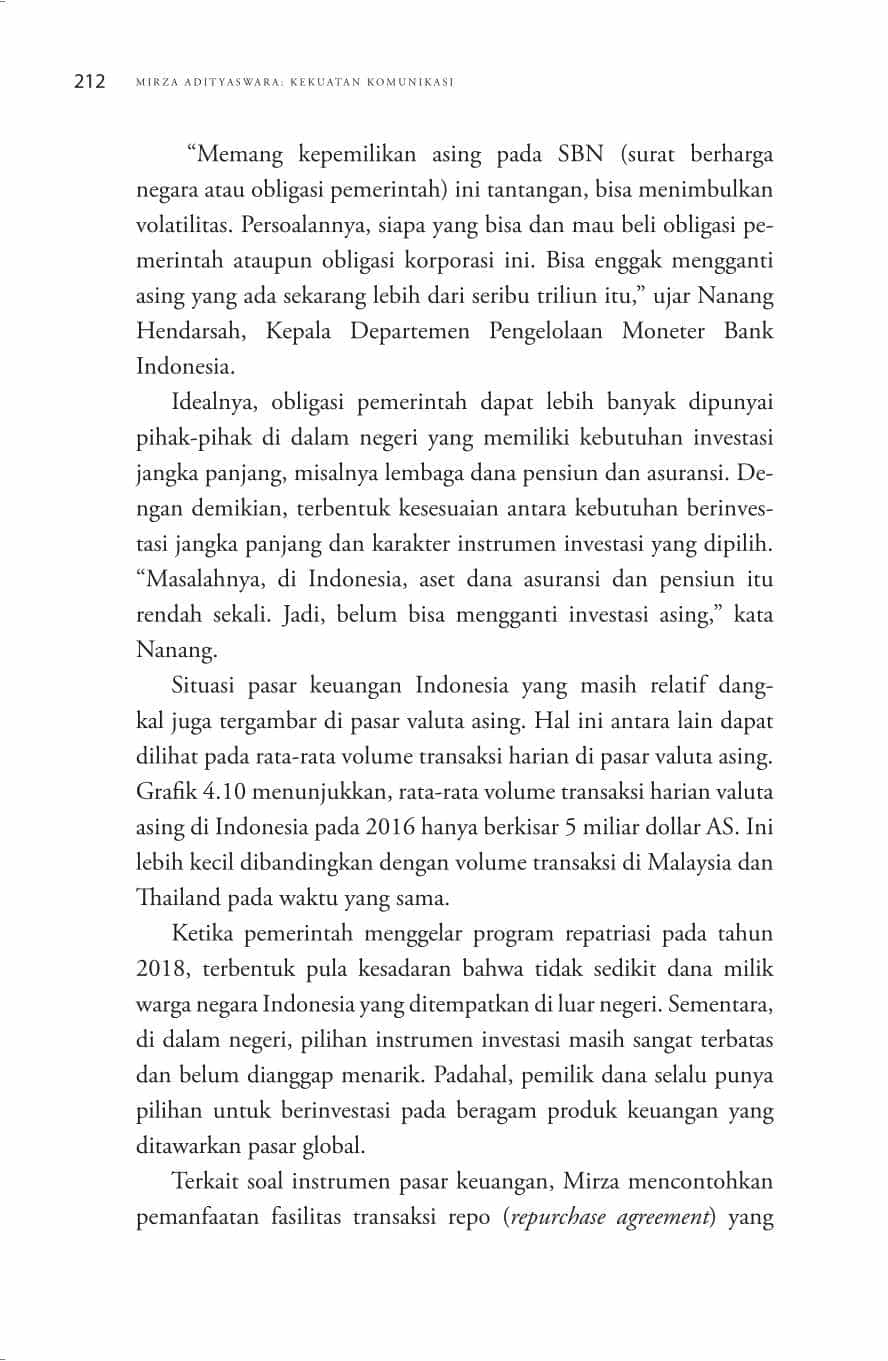 212 MIRZA ADITYASWARA: KEKUATAN KOMUNIKASI
“Memang kepemilikan asing pada SBN (surat berharga
negara atau obligasi pemerintah) ini tantangan, bisa menimbulkan
volatilitas. Persoalannya, siapa yang bisa dan mau beli obligasi pe-
merintah ataupun obligasi korporasi ini. Bisa enggak mengganti
asing yang ada sekarang lebih dari seribu triliun itu,” ujar Nanang
Hendarsah, Kepala Departemen Pengelolaan Moneter Bank
Indonesia.
Idealnya, obligasi pemerintah dapat lebih banyak dipunyai
pihak-pihak di dalam negeri yang memiliki kebutuhan investasi
jangka panjang, misalnya lembaga dana pensiun dan asuransi. De-
ngan demikian, terbentuk kesesuaian antara kebutuhan berinves-
tasi jangka panjang dan karakter instrumen investasi yang dipilih.
“Masalahnya, di Indonesia, aset dana asuransi dan pensiun itu
rendah sekali. Jadi, belum bisa mengganti investasi asing,” kata
Nanang.
Situasi pasar keuangan Indonesia yang masih relatif dang-
kal juga tergambar di pasar valuta asing. Hal ini antara lain dapat
dilihat pada rata-rata volume transaksi harian di pasar valuta asing.
Grafik 4.10 menunjukkan, rata-rata volume transaksi harian valuta
asing di Indonesia pada 2016 hanya berkisar 5 miliar dollar AS. Ini
lebih kecil dibandingkan dengan volume transaksi di Malaysia dan
Thailand pada waktu yang sama.
Ketika pemerintah menggelar program repatriasi pada tahun
2018, terbentuk pula kesadaran bahwa tidak sedikit dana milik
warga negara Indonesia yang ditempatkan di luar negeri. Sementara,
di dalam negeri, pilihan instrumen investasi masih sangat terbatas
dan belum dianggap menarik. Padahal, pemilik dana selalu punya
pilihan untuk berinvestasi pada beragam produk keuangan yang
ditawarkan pasar global.
Terkait soal instrumen pasar keuangan, Mirza mencontohkan
pemanfaatan fasilitas transaksi repo (repurchase agreement) yang